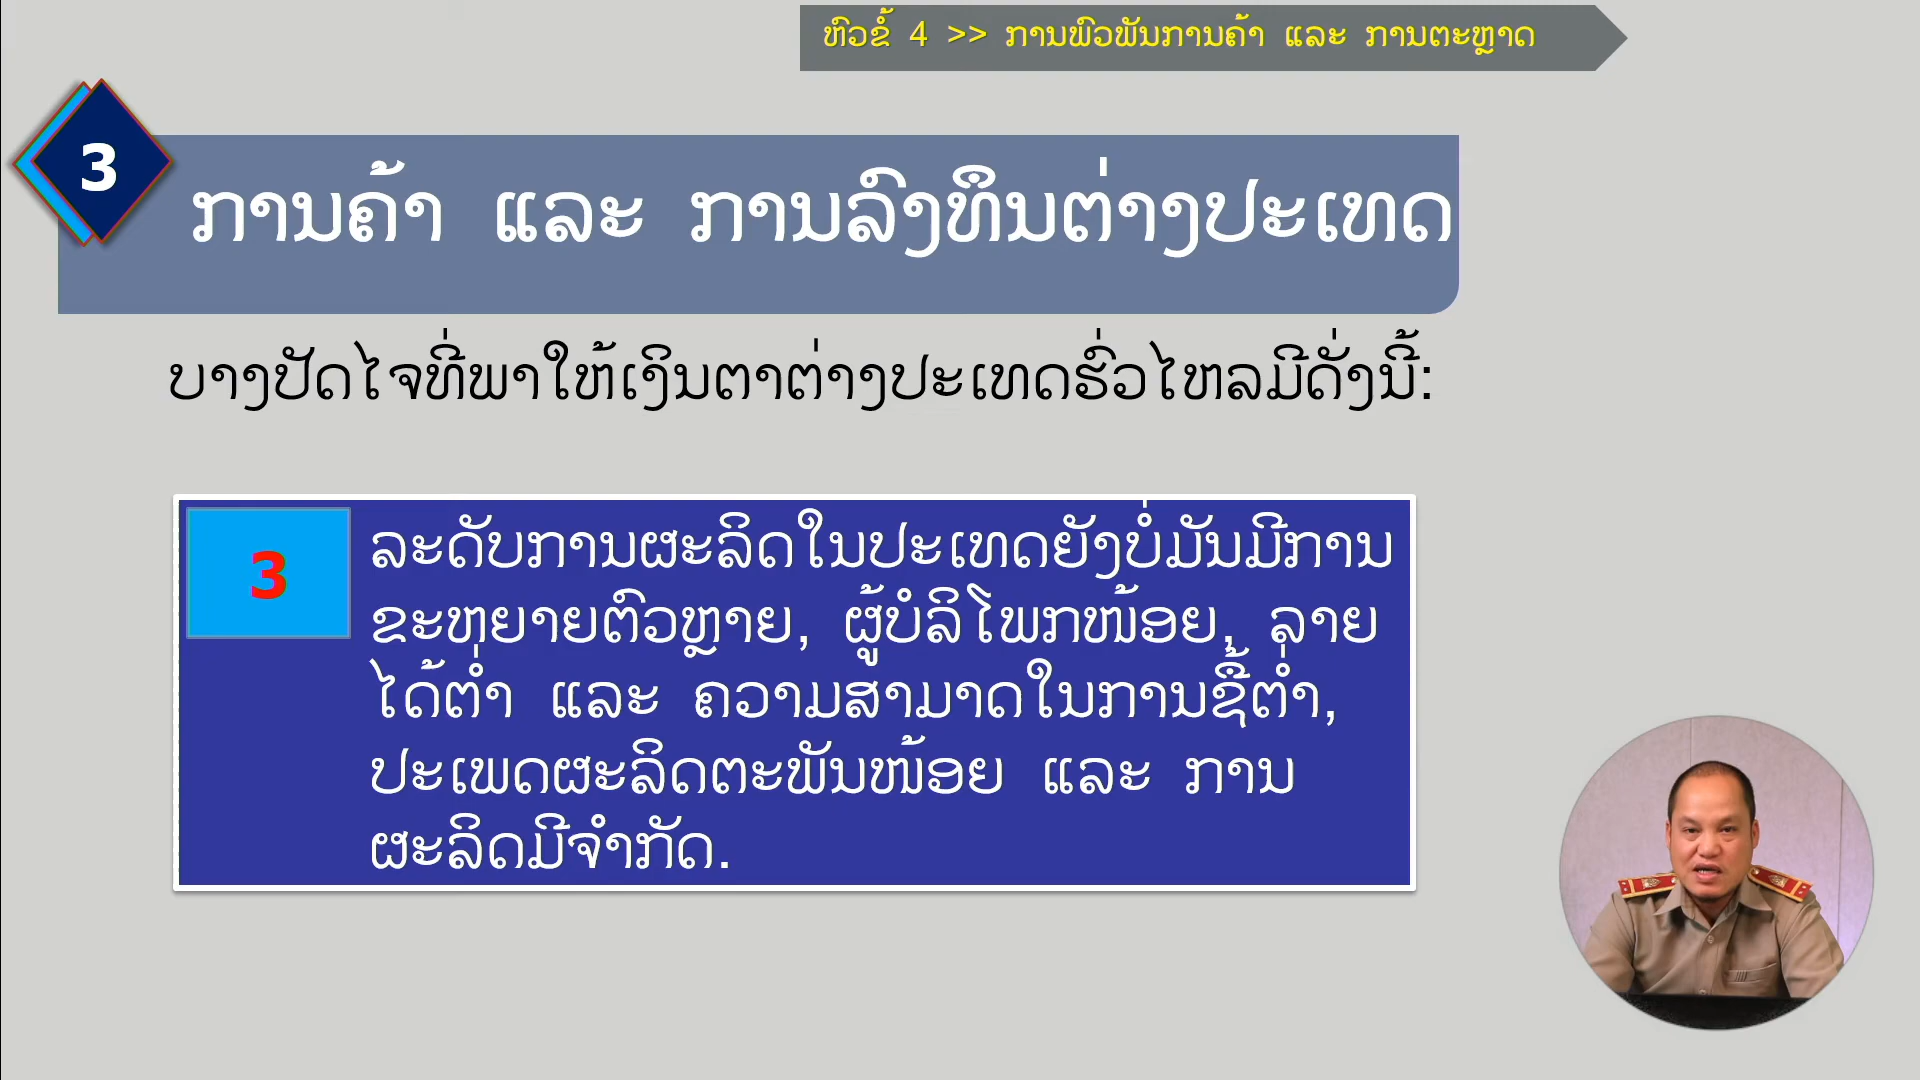 ຫົວຂໍ້ 4 >> ການພົວພັນການຄ້າ ແລະ ການຕະຫຼາດ
3
ການຄ້າ ແລະ ການລົງທຶນຕ່າງປະເທດ
ບາງປັດໄຈທີ່ພາໃຫ້ເງິນຕາຕ່າງປະເທດຮົ່ວໄຫລມີດັ່ງນີ້:
3
ລະດັບການຜະລິດໃນປະເທດຍັງບໍ່ມັນມີການ
ຂະຫຍາຍຕົວຫຼາຍ, ຜູ້ບໍລິໂພກໜ້ອຍ, ລາຍ
ໄດ້ຕ່ຳ ແລະ ຄວາມສາມາດໃນການຊື້ຕ່ຳ,
ປະເພດຜະລິດຕະພັນໜ້ອຍ ແລະ ການ
ຜະລິດມີຈຳກັດ.